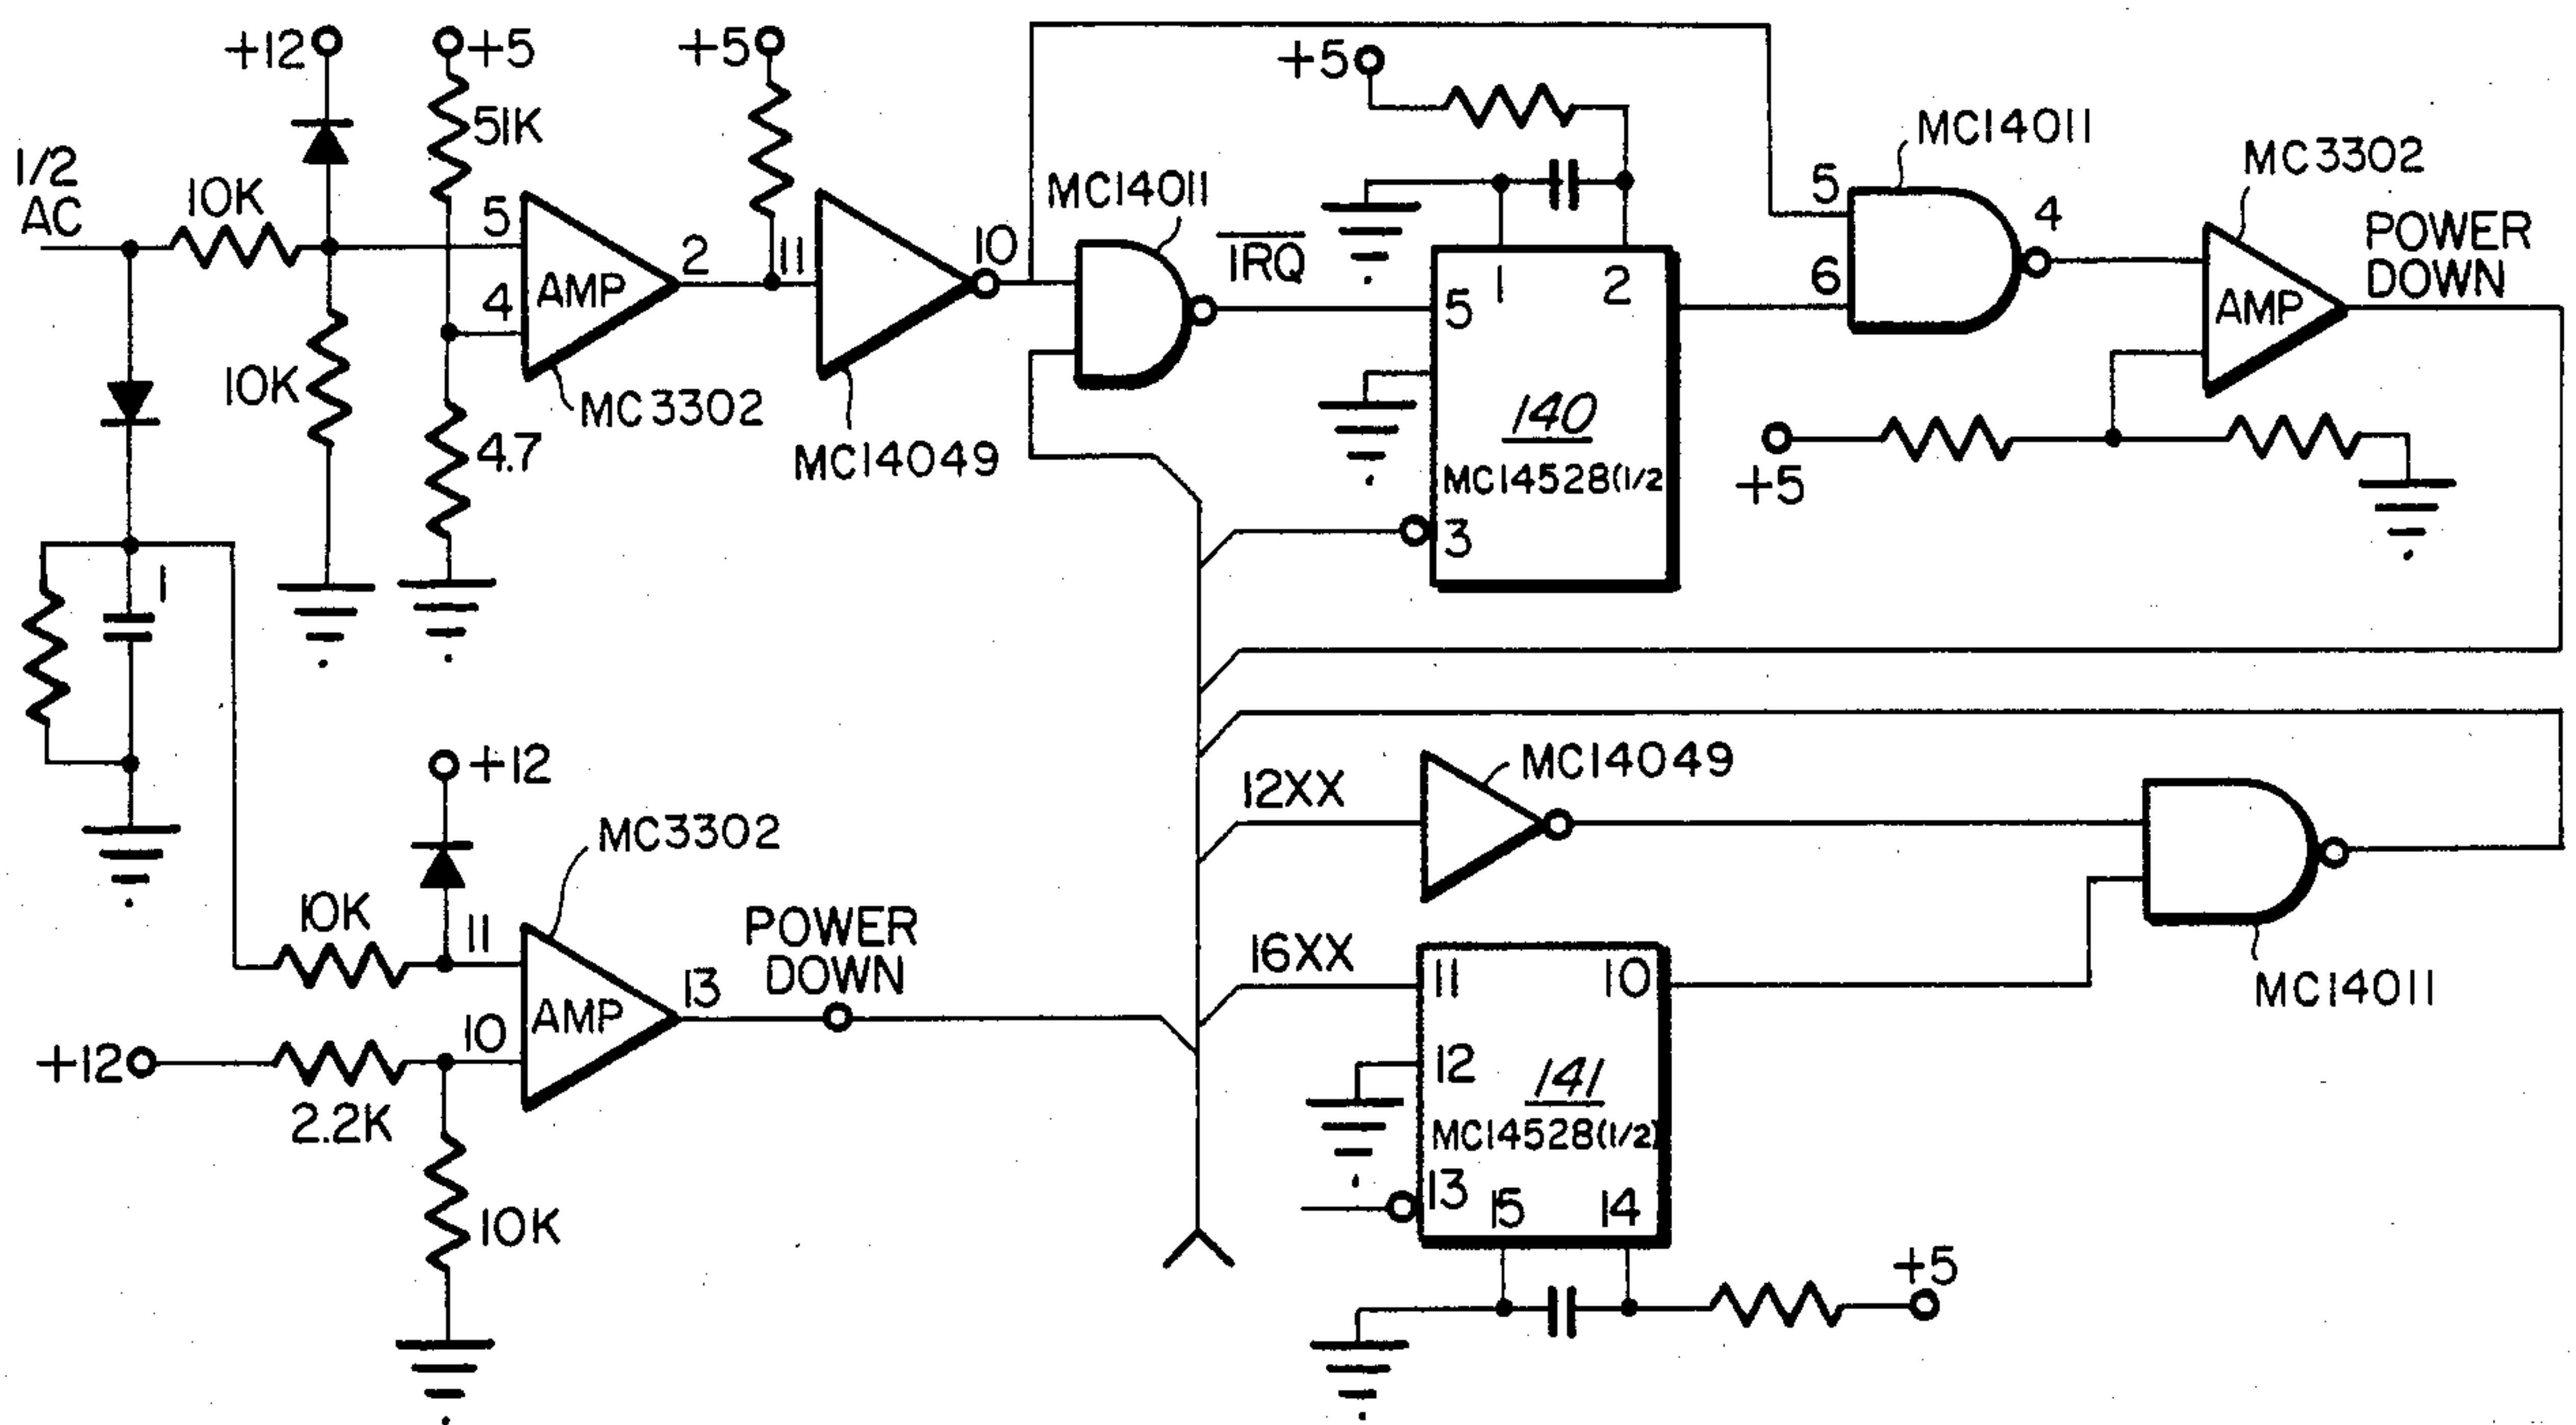 +12
+5
+5
+5
51K
MC14011
MC3302
1/2
AC
10K
MC14011
5
4
POWER
DOWN
5
2
11
10
IRQ
1
2
6
AMP
4
AMP
5
10K
MC3302
140
4.7
MC14049
MC14528(1/2
+5
3
1
+12
MC14049
12XX
MC3302
10K
11
POWER
DOWN
16XX
11
10
MC14011
13
AMP
10
+12
12
141
2.2K
MC14528(1/2)
13
15
14
10K
+5